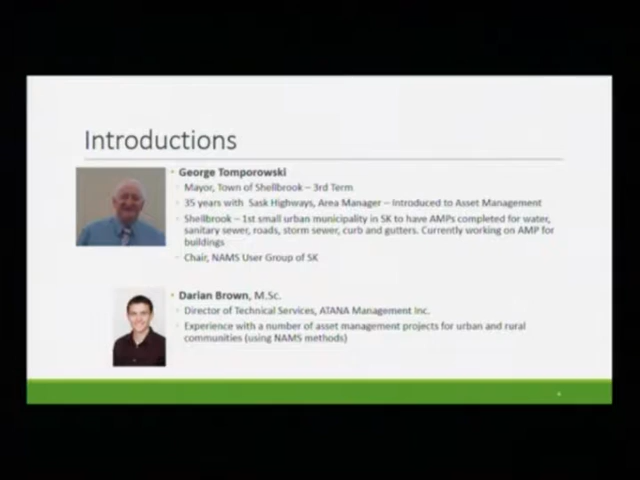 Introductions
George Tomporowski
Mayor, Town of Shellbrook – 3rd Term
35 years with Sask Highways, Area Manager – Introduced to Asset Management
Shellbrook – 1st small urban municipality in SK to have AMPs completed for water,
sanitary sewer, roads, storm sewer, curb and gutters. Currently working on AMP for
buildings
Chair, NAMS User Group of SK
Darian Brown, M.Sc.
Director of Technical Services, ATANA Management Inc.
Experience with a number of asset management projects for urban and rural
communities (using NAMS methods)